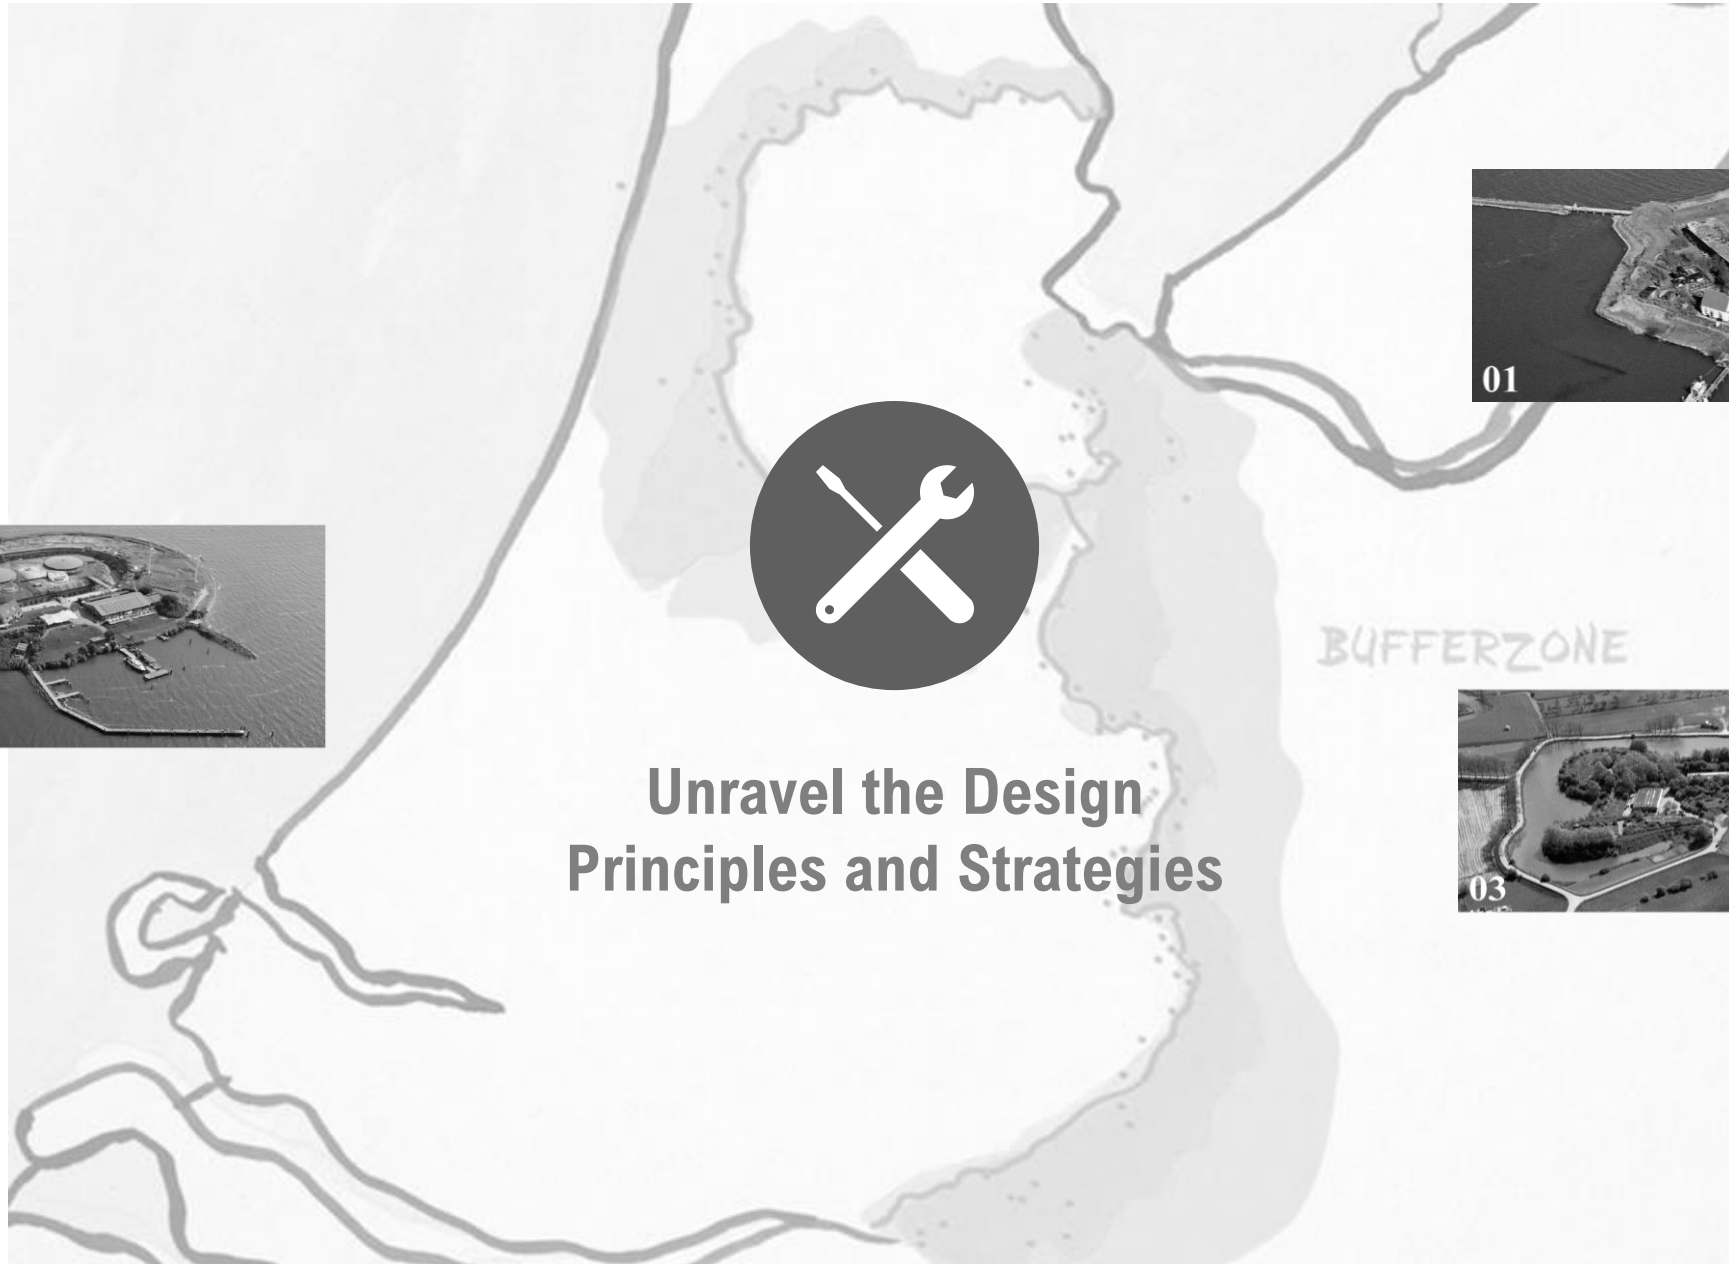 01
BUFFERZONE
Unravel the Design
Principles and Strategies
03